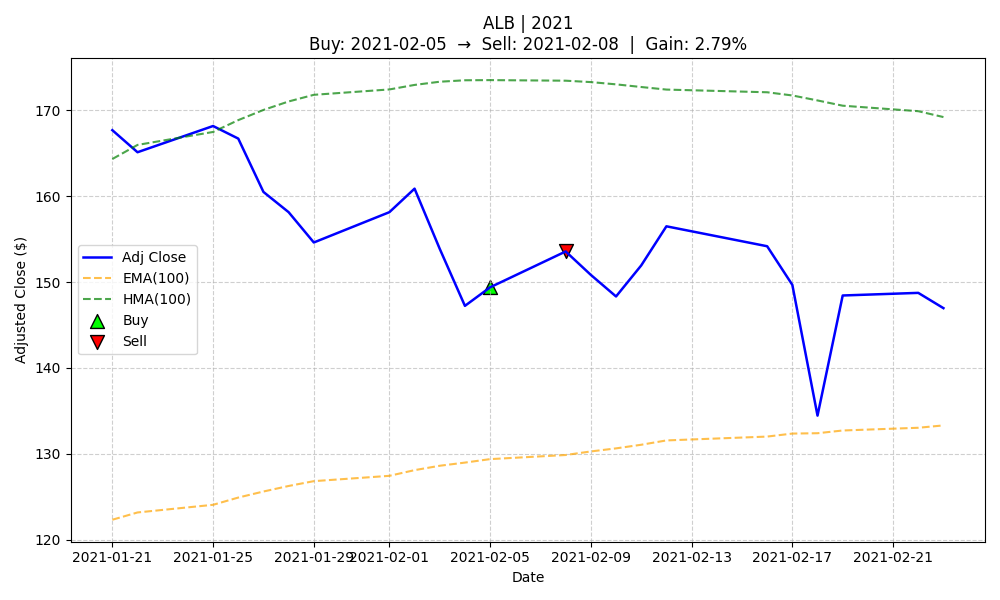 ALB | 2021
Buy: 2021-02-05 → Sell: 2021-02-08 | Gain: 2.79%
Adjusted Close ($)
170
160
150
140
130
120
Adj Close
EMA(100)
HMA(100)
Buy
Sell
2021-01-21 2021-01-25 2021-01-29 2021-02-01 2021-02-05 2021-02-09 2021-02-13 2021-02-17 2021-02-21
Date